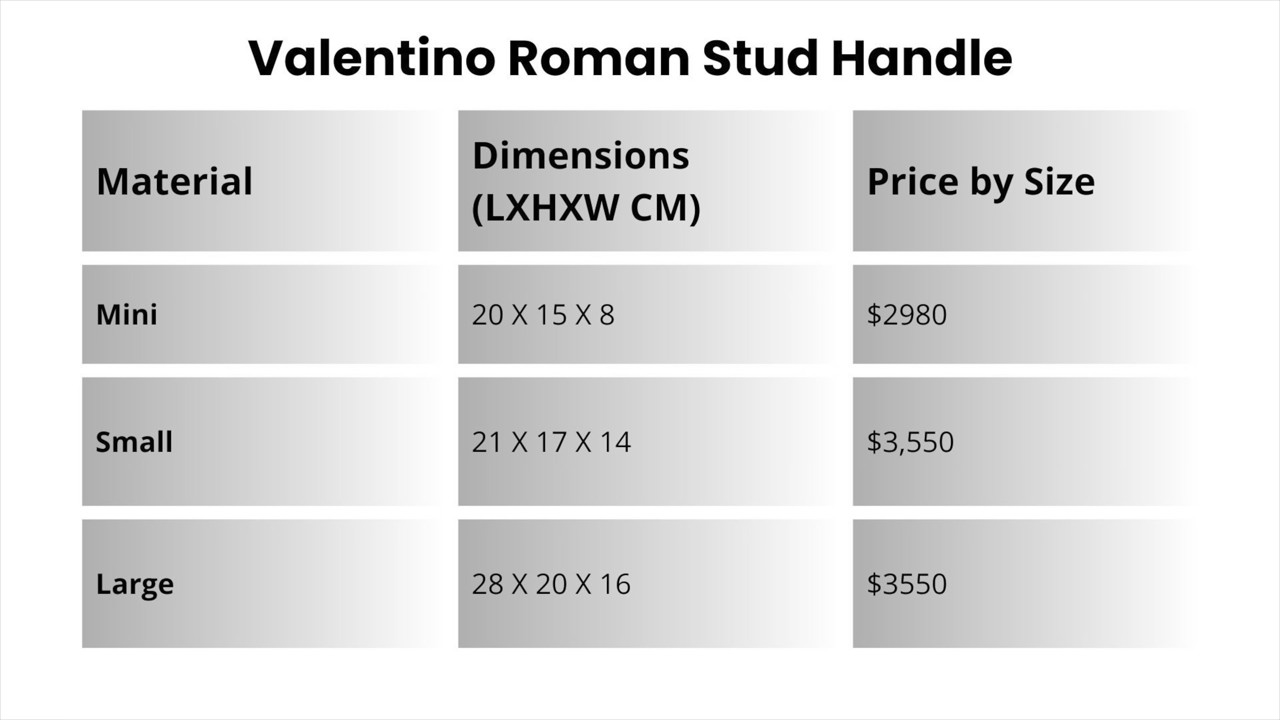 Valentino Roman Stud Handle
Material
Dimensions
(LXHXW CM)
Price by Size
Mini
20 X 15 X 8
$2980
Small
21 X 17 X 14
$3,550
Large
28 X 20 X 16
$3550